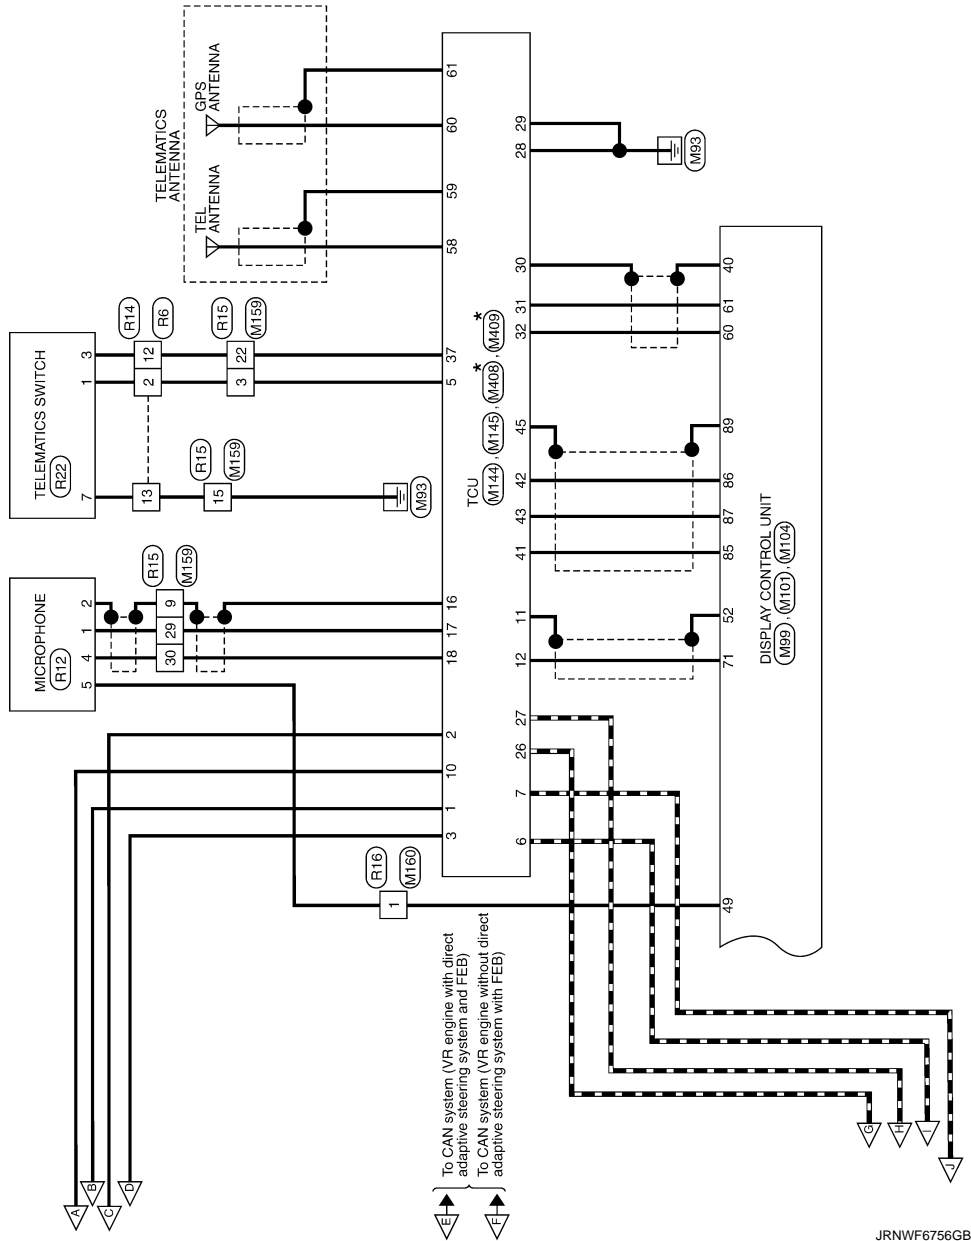 TELEMATICS SWITCH
R22
7
1
3
13
2
12
R14
R6
15
R15
M159
3
22
R15
M159
M93
5
37
TELEMATICS
ANTENNA
TEL
ANTENNA
GPS
ANTENNA
58
59
60
61
MICROPHONE
R12
5
4
1
2
30
29
9
R15
M159
18
17
16
3
1
10
2
A
B
C
D
TCU
M144 , M145 , M408 * , M409 *
6
7
26
27
12
11
41
43
42
45
32
31
30
28
29
M93
1
R16
M160
49
71
52
85
87
86
89
60
61
40
DISPLAY CONTROL UNIT
M99 , M101 , M104
E
To CAN system (VR engine with direct
adaptive steering system and FEB)
F
To CAN system (VR engine without direct
adaptive steering system with FEB)
G
H
I
J
JRNWF6756GB